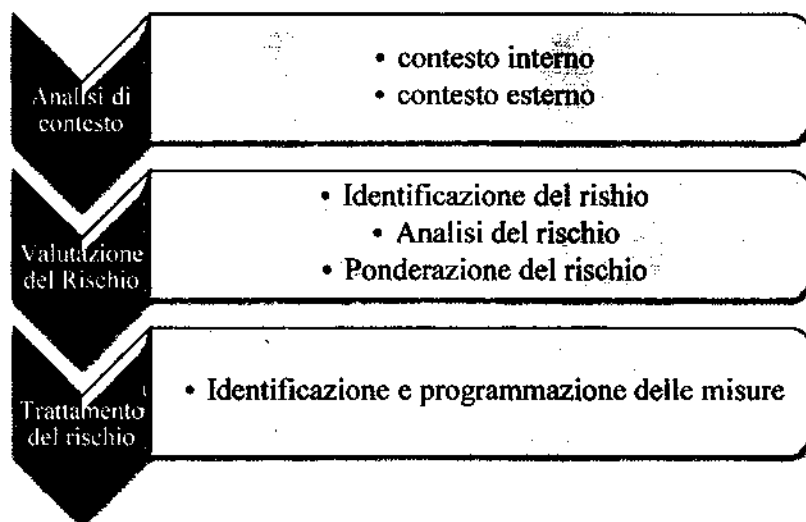 Analisi di
contesto
• contesto interno
• contesto esterno
Valutazione
del Rischio
• Identificazione del rishio
• Analisi del rischio
• Ponderazione del rischio
Trattamento
del rischio
• Identificazione e programmazione delle misure